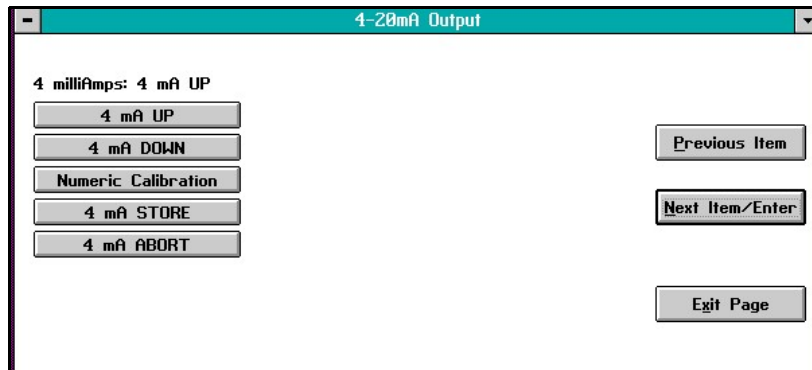 4-20mA Output
4 milliAmps: 4 mA UP
4 mA UP
4 mA DOWN
Numeric Calibration
4 mA STORE
4 mA ABORT
Previous Item
Next Item/Enter
Exit Page